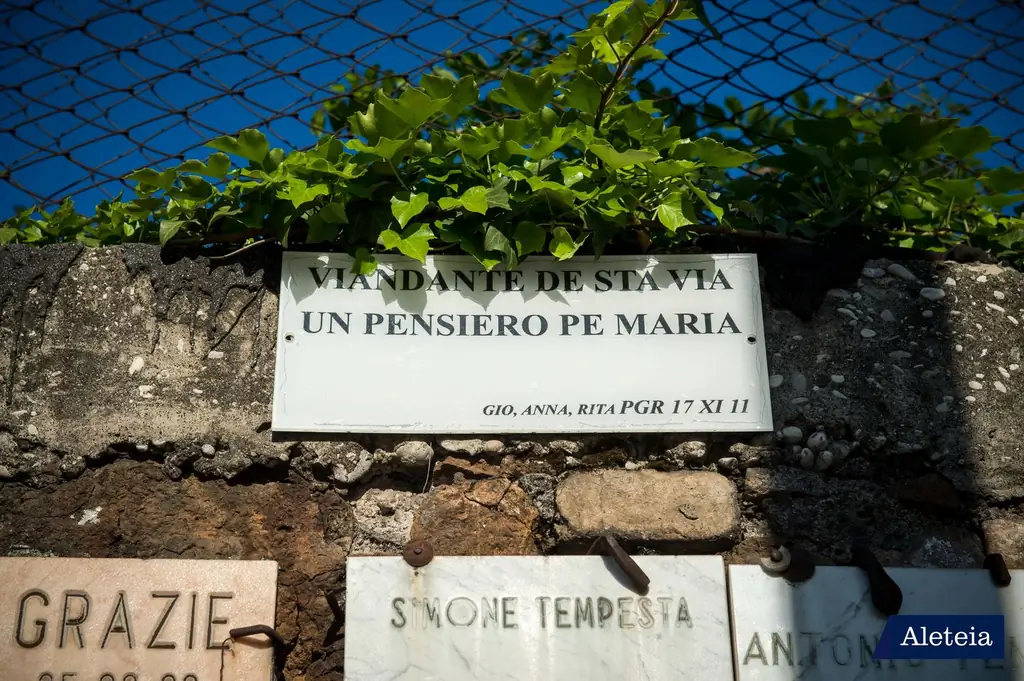 VIANDANTE DE STA VIA
UN PENSIERO PE MARIA
GIO, ANNA, RITA PGR 17 XI 11
GRAZIE
SIMONE TEMPESTA
ANTONIO
Aleteia